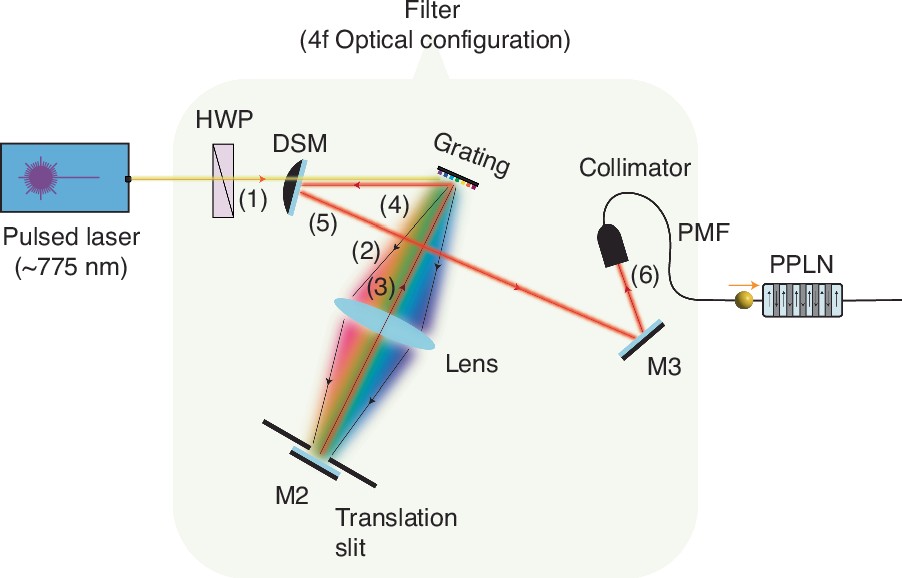 Filter
(4f Optical configuration)
HWP
DSM
Grating
Collimator
(1)
(4)
(5)
PMF
Pulsed laser
(~775 nm)
(2)
(3)
(6)
PPLN
Lens
M3
M2
Translation
slit